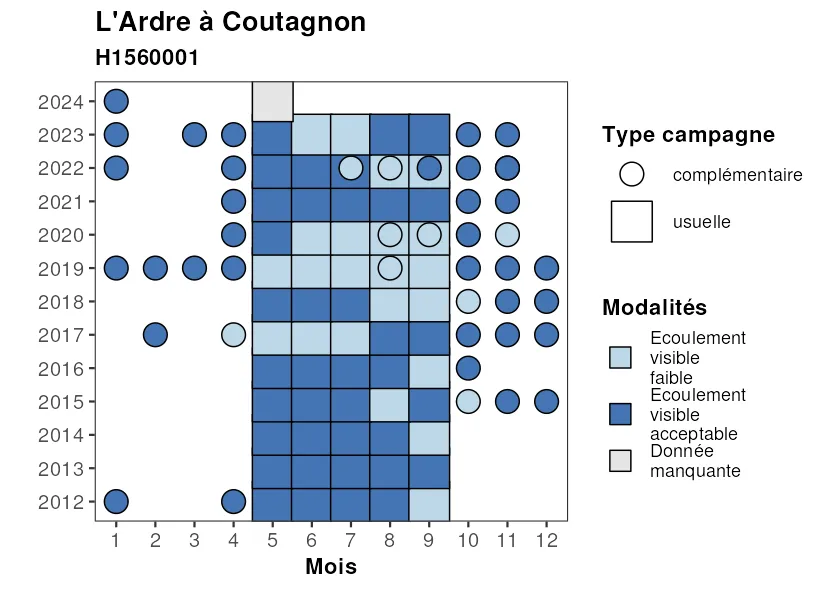 L'Ardre à Coutagnon
H1560001
2024
2023
2022
2021
2020
2019
2018
2017
2016
2015
2014
2013
2012
1 2 3 4 5 6 7 8 9 10 11 12
Mois
Type campagne
complémentaire
usuelle
Modalités
Ecoulement
visible
faible
Ecoulement
visible
acceptable
Donnée
manquante